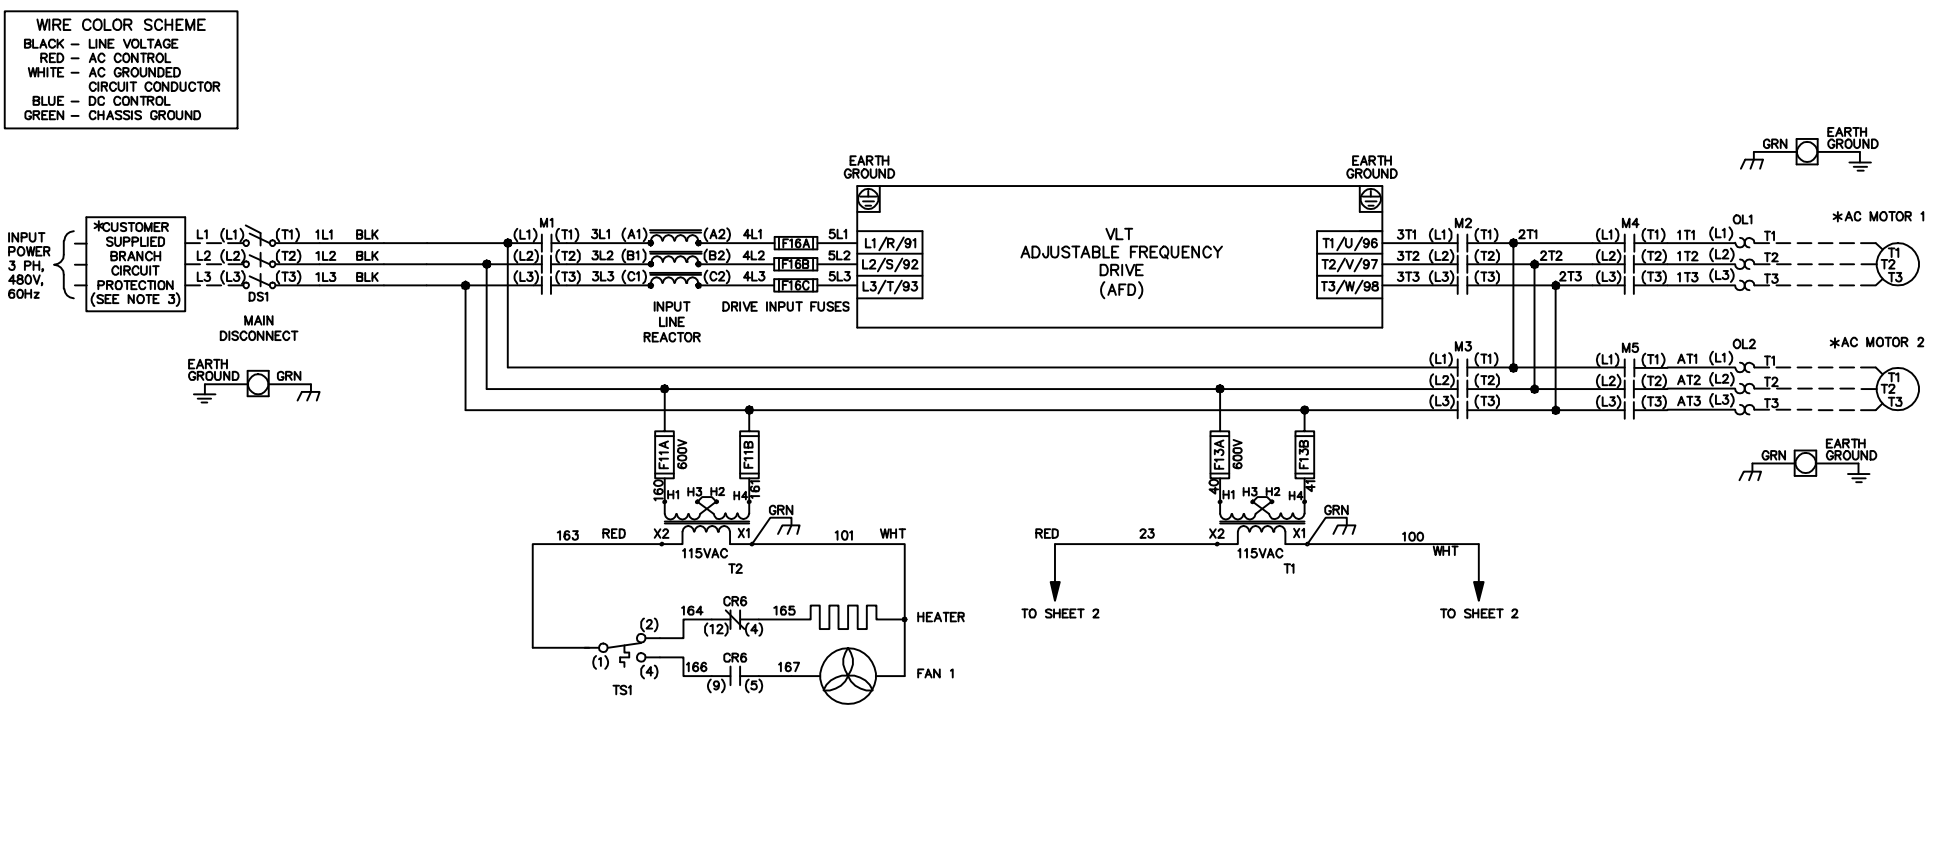 WIRE COLOR SCHEME
BLACK – LINE VOLTAGE
RED – AC CONTROL
WHITE – AC GROUNDED
CIRCUIT CONDUCTOR
BLUE – DC CONTROL
GREEN – CHASSIS GROUND
INPUT
POWER
3 PH,
480V,
60Hz
*CUSTOMER
SUPPLIED
BRANCH
CIRCUIT
PROTECTION
(SEE NOTE 3)
L1 (L1) (T1) 1L1 BLK
L2 (L2) (T2) 1L2 BLK
L3 (L3) (T3) 1L3 BLK
DS1
MAIN
DISCONNECT
EARTH
GROUND
GRN
M1
(L1) (T1) 3L1 (A1) (A2) 4L1 F16A 5L1
(L2) (T2) 3L2 (B1) (B2) 4L2 F16B 5L2
(L3) (T3) 3L3 (C1) (C2) 4L3 F16C 5L3
INPUT
LINE
REACTOR
DRIVE INPUT FUSES
EARTH
GROUND
L1/R/91
L2/S/92
L3/T/93
VLT
ADJUSTABLE FREQUENCY
DRIVE
(AFD)
EARTH
GROUND
T1/U/96
T2/V/97
T3/W/98
M2
3T1 (L1) (T1) 2T1
3T2 (L2) (T2) 2T2
3T3 (L3) (T3) 2T3
M4
OL1
(L1) (T1) 1T1 (L1) T1
(L2) (T2) 1T2 (L2) T2
(L3) (T3) 1T3 (L3) T3
*AC MOTOR 1
T1
T2
T3
GRN
EARTH
GROUND
M3
(L1) (T1)
(L2) (T2)
(L3) (T3)
M5
OL2
(L1) (T1) AT1 (L1) T1
(L2) (T2) AT2 (L2) T2
(L3) (T3) AT3 (L3) T3
*AC MOTOR 2
T1
T2
T3
GRN
EARTH
GROUND
F11A
600V
F11B
160
161
H1 H3 H2 H4
GRN
163 RED X2 X1 101 WHT
115VAC
T2
F13A
600V
F13B
40
41
H1 H3 H2 H4
GRN
RED 23 X2 X1 100
WHT
115VAC
T1
TO SHEET 2
TO SHEET 2
CR6
164 165
(2) (12) (4)
HEATER
(1)
(4)
TS1
CR6
166 167
(9) (5)
FAN 1